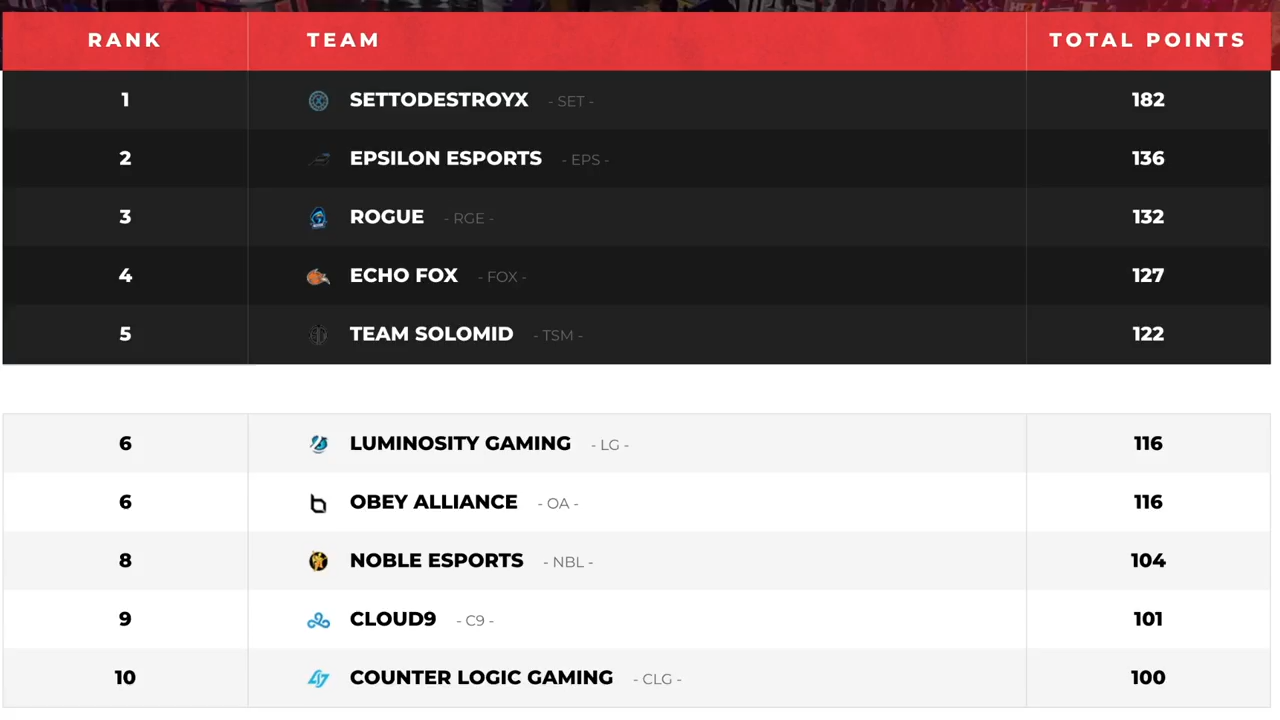 RANK TEAM TOTAL POINTS
1 SETTODESTROYX - SET - 182
2 EPSILON ESPORTS - EPS - 136
3 ROGUE - RGE - 132
4 ECHO FOX - FOX - 127
5 TEAM SOLOMID - TSM - 122
6 LUMINOSITY GAMING - LG - 116
6 OBEY ALLIANCE - OA - 116
8 NOBLE ESPORTS - NBL - 104
9 CLOUD9 - C9 - 101
10 COUNTER LOGIC GAMING - CLG - 100